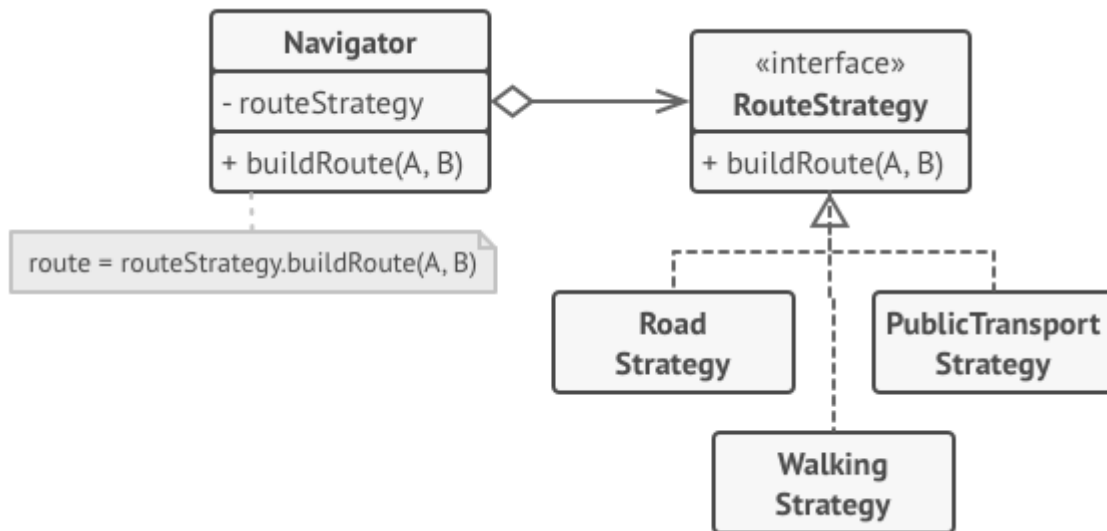 Navigator
- routeStrategy
+ buildRoute(A, B)
route = routeStrategy.buildRoute(A, B)
«interface»
RouteStrategy
+ buildRoute(A, B)
Road
Strategy
PublicTransport
Strategy
Walking
Strategy